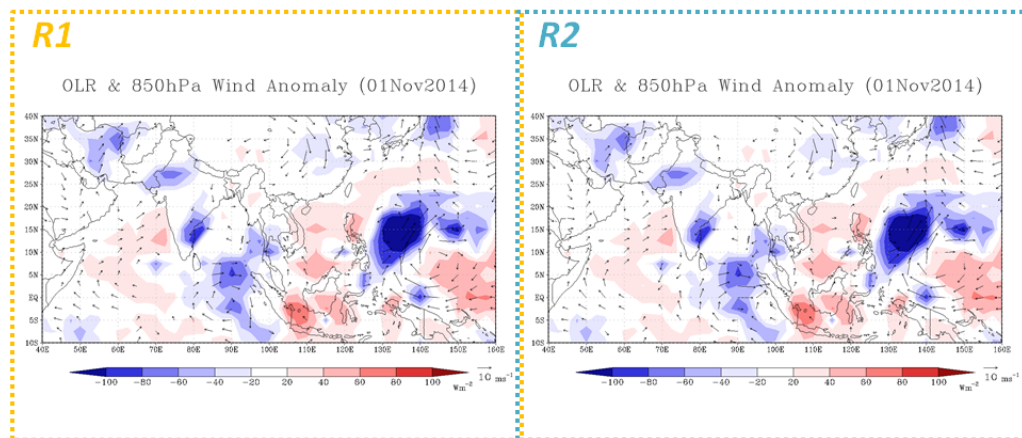 R1
R2
OLR & 850hPa Wind Anomaly (01Nov2014)
40N
35N
30N
25N
20N
15N
10N
5N
EQ
5S
10S
40E 50E 60E 70E 80E 90E 100E 110E 120E 130E 140E 150E 160E
-100 -80 -60 -40 -20 20 40 60 80 100
Wm⁻²
10 ms⁻¹
OLR & 850hPa Wind Anomaly (01Nov2014)
40N
35N
30N
25N
20N
15N
10N
5N
EQ
5S
10S
40E 50E 60E 70E 80E 90E 100E 110E 120E 130E 140E 150E 160E
-100 -80 -60 -40 -20 20 40 60 80 100
Wm⁻²
10 ms⁻¹